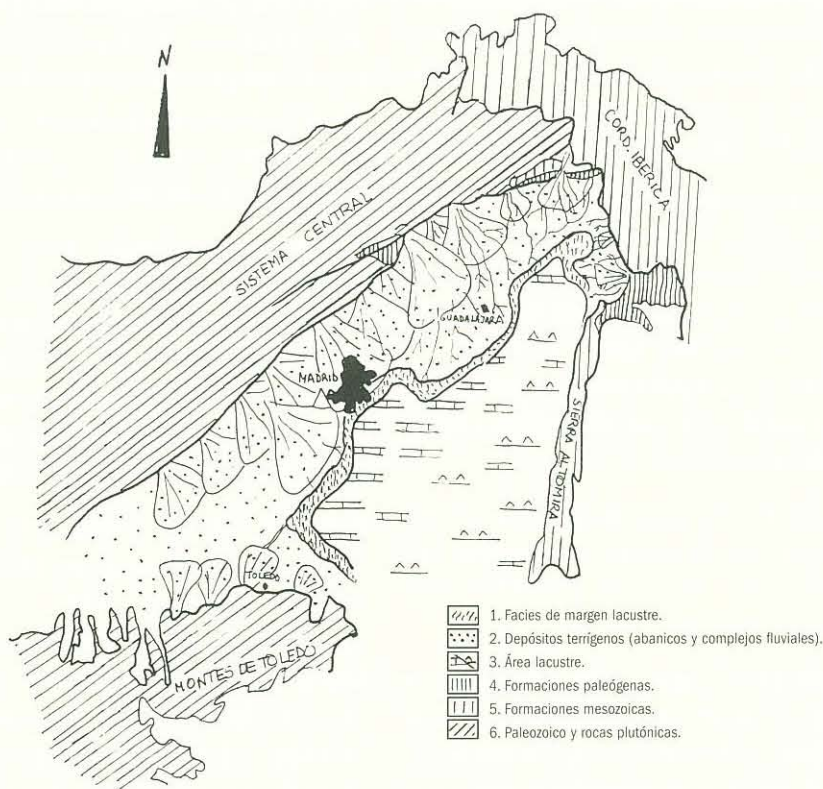 N
CORD. IBERICA
SISTEMA CENTRAL
GUADALAJARA
MADRID
SIERRA ALTOMIRA
TOLEDO
MONTES DE TOLEDO
1. Facies de margen lacustre.
2. Depósitos terrígenos (abanicos y complejos fluviales).
3. Área lacustre.
4. Formaciones paleógenas.
5. Formaciones mesozoicas.
6. Paleozoico y rocas plutónicas.